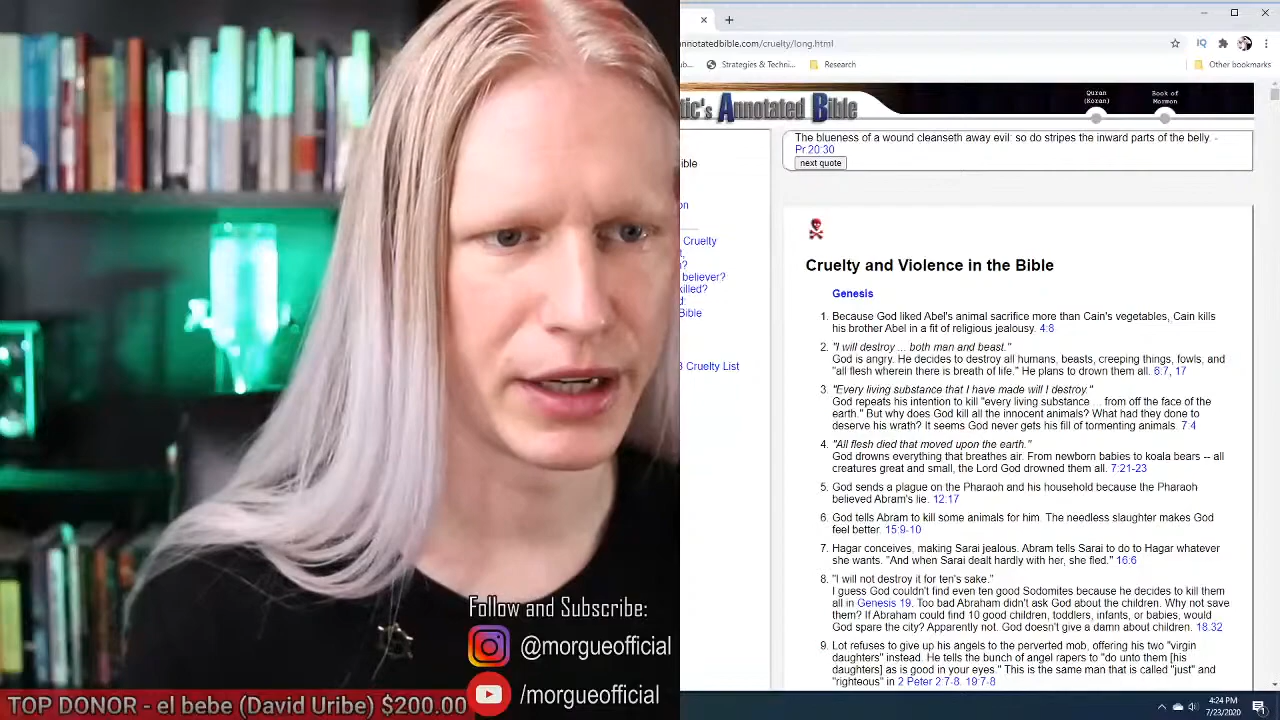 annotatedbible.com/cruelty/long.html
Strategies & Techni...
Research
Other bookmarks
IQ
tic's Annotated Bible
Quran
(Koran)
Book of
Mormon
The blueness of a wound cleanseth away evil: so do stripes the inward parts of the belly. -
Pr 20:30
next quote
Cruelty
believer?
killed?
Bible
Cruelty List
Cruelty and Violence in the Bible
Genesis
1. Because God liked Abel's animal sacrifice more than Cain's vegetables, Cain kills
his brother Abel in a fit of religious jealousy. 4:8
2. "I will destroy ... both man and beast."
God is angry. He decides to destroy all humans, beasts, creeping things, fowls, and
"all flesh wherein there is breath of life." He plans to drown them all. 6:7, 17
3. "Every living substance that I have made will I destroy."
God repeats his intention to kill "every living substance ... from off the face of the
earth." But why does God kill all the innocent animals? What had they done to
deserve his wrath? It seems God never gets his fill of tormenting animals. 7:4
4. "All flesh died that moved upon the earth."
God drowns everything that breathes air. From newborn babies to koala bears -- all
creatures great and small, the Lord God drowned them all. 7:21-23
5. God sends a plague on the Pharaoh and his household because the Pharaoh
believed Abram's lie. 12:17
6. God tells Abram to kill some animals for him. The needless slaughter makes God
feel better. 15:9-10
7. Hagar conceives, making Sarai jealous. Abram tells Sarai to do to Hagar whatever
she wants. "And when Sarai dealt hardly with her, she fled." 16:6
8. "I will not destroy it for ten's sake."
I guess God couldn't find even ten good Sodomites because he decides to kill them
all in Genesis 19. Too bad Abraham didn't ask God about the children. Why not save
them? If Abraham could find 10 good children, toddlers, infants, or babies, would
God spare the city? Apparently not. God doesn't give a damn about children. 18:32
9. Lot refuses to give up his angels to the perverted mob, offering his two "virgin
daughters" instead. He tells the bunch of angel rapers to "do unto them [his
daughters] as is good in your eyes." This is the same man that is called "just" and
"righteous" in 2 Peter 2:7-8. 19:7-8
Follow and Subscribe:
@morgueofficial
/morgueofficial
TOP DONOR - el bebe (David Uribe) $200.00
4:24 PM
7/23/2020